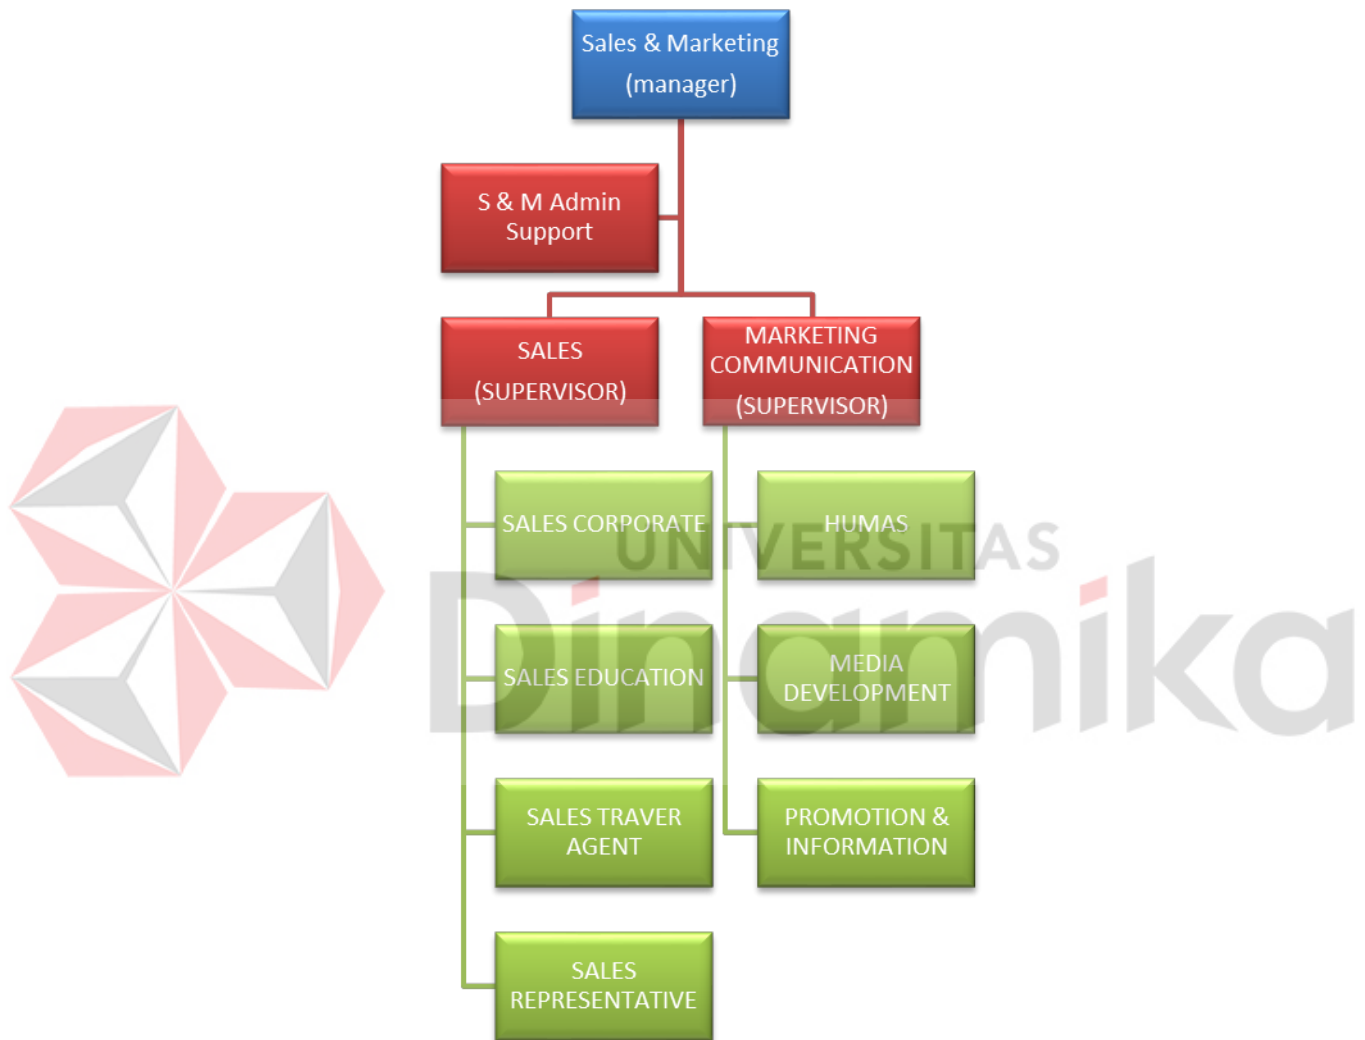 Sales & Marketing
(manager)
S & M Admin
Support
SALES
(SUPERVISOR)
MARKETING
COMMUNICATION
(SUPERVISOR)
SALES CORPORATE
HUMAS
SALES EDUCATION
MEDIA
DEVELOPMENT
SALES TRAVER
AGENT
PROMOTION &
INFORMATION
SALES
REPRESENTATIVE
UNIVERSITAS
Dinamika